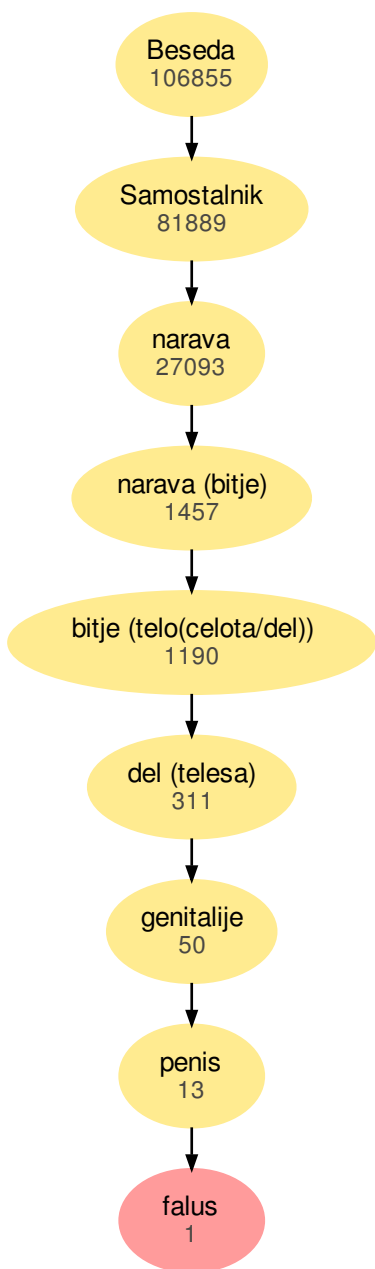 Beseda
106855
Samostalnik
81889
narava
27093
narava (bitje)
1457
bitje (telo(celota/del))
1190
del (telesa)
311
genitalije
50
penis
13
falus
1